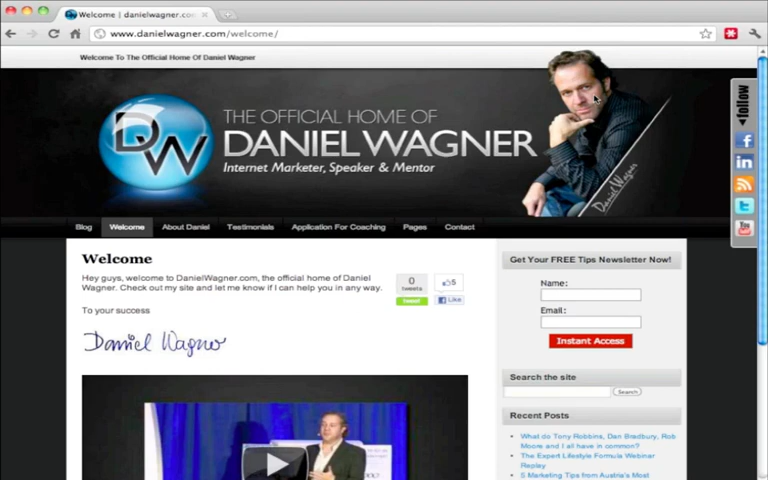 Welcome | danielwagner.co
www.danielwagner.com/welcome/
Welcome To The Official Home Of Daniel Wagner
DW
THE OFFICIAL HOME OF
DANIEL WAGNER
Internet Marketer, Speaker & Mentor
Daniel Wagner
follow
Blog Welcome About Daniel Testimonials Application For Coaching Pages Contact
Welcome
Hey guys, welcome to DanielWagner.com, the official home of Daniel
Wagner. Check out my site and let me know if I can help you in any way.
0
tweets
tweet
5
Like
To your success
Daniel Wagner
Get Your FREE Tips Newsletter Now!
Name:
Email:
Instant Access
Search the site
Search
Recent Posts
What do Tony Robbins, Dan Bradbury, Rob
Moore and I all have in common?
The Expert Lifestyle Formula Webinar
Replay
5 Marketing Tips from Austria's Most